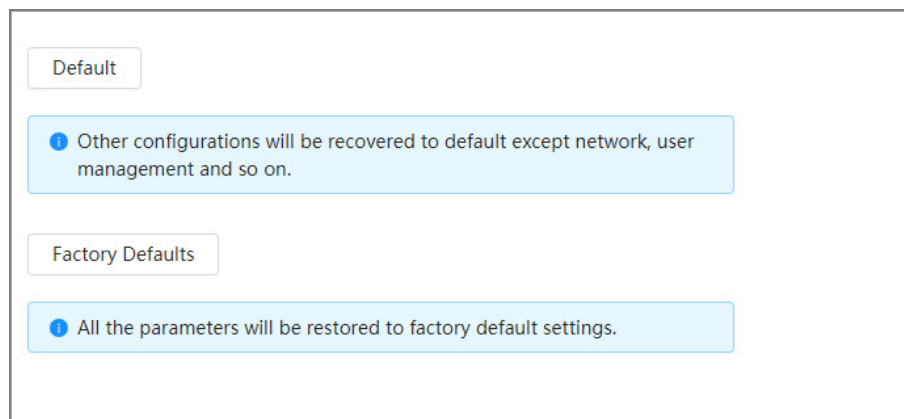 Default
Other configurations will be recovered to default except network, user
management and so on.
Factory Defaults
All the parameters will be restored to factory default settings.